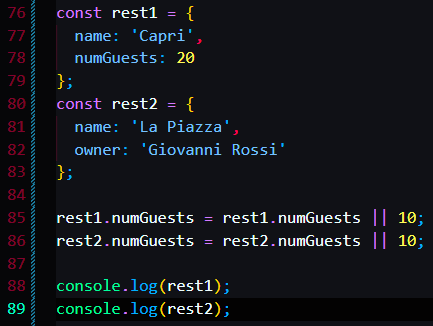 76 const rest1 = {
77   name: 'Capri',
78   numGuests: 20
79 };
80 const rest2 = {
81   name: 'La Piazza',
82   owner: 'Giovanni Rossi'
83 };
84
85 rest1.numGuests = rest1.numGuests || 10;
86 rest2.numGuests = rest2.numGuests || 10;
87
88 console.log(rest1);
89 console.log(rest2);